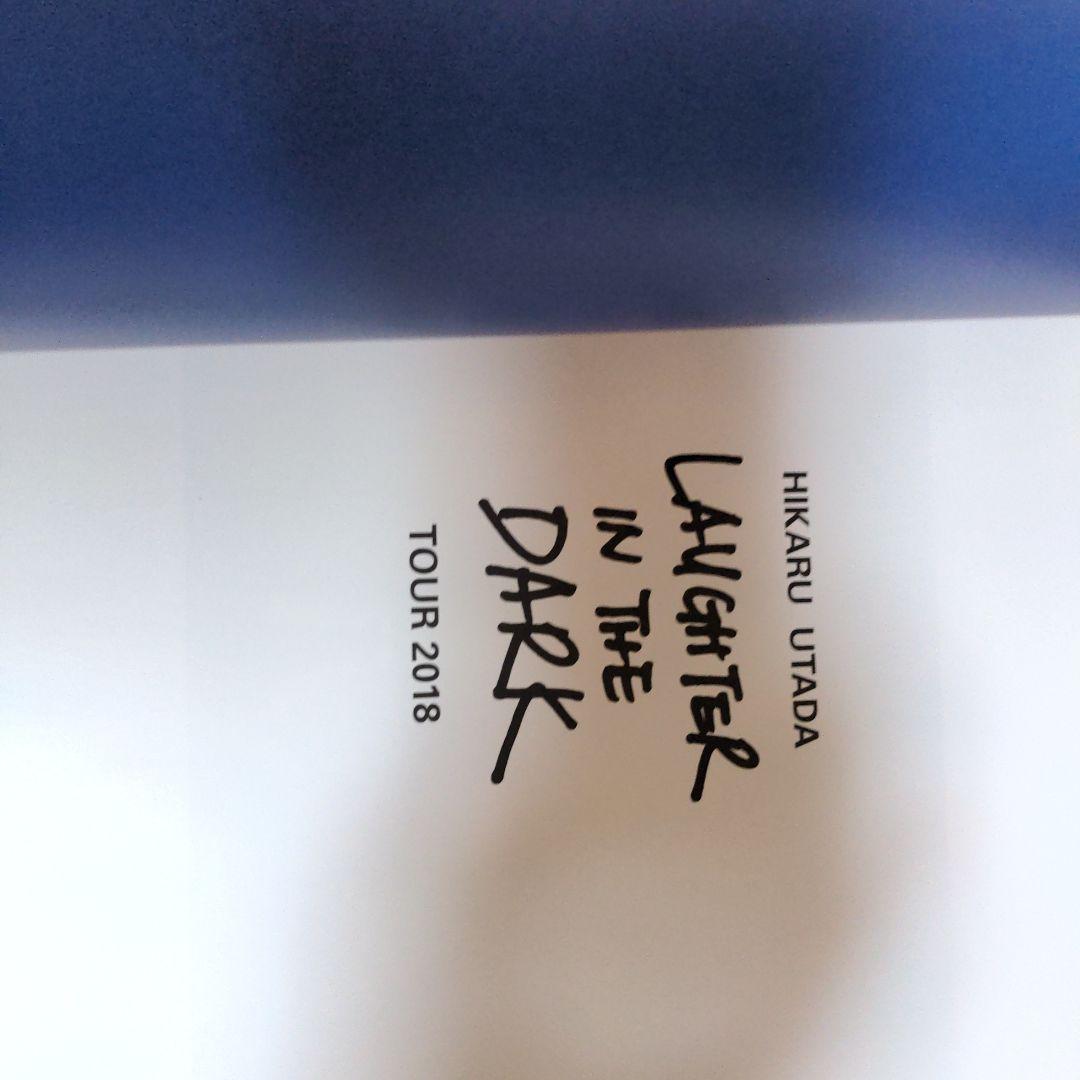 HIKARU UTADA
LAUGHTER
IN THE
DARK
TOUR 2018